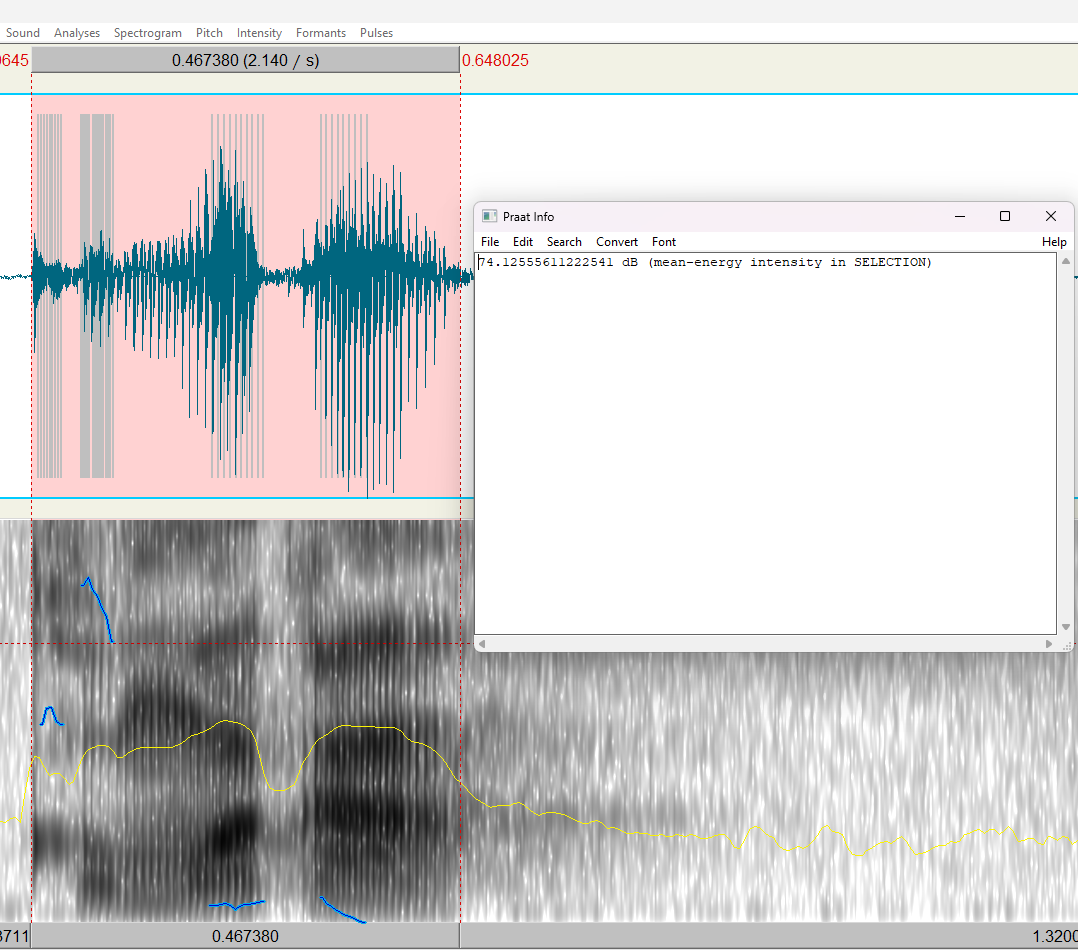 Sound Analyses Spectrogram Pitch Intensity Formants Pulses
0645 0.467380 (2.140 / s) 0.648025
Praat Info
File Edit Search Convert Font Help
74.12555611222541 dB (mean-energy intensity in SELECTION)
3711 0.467380 1.3200